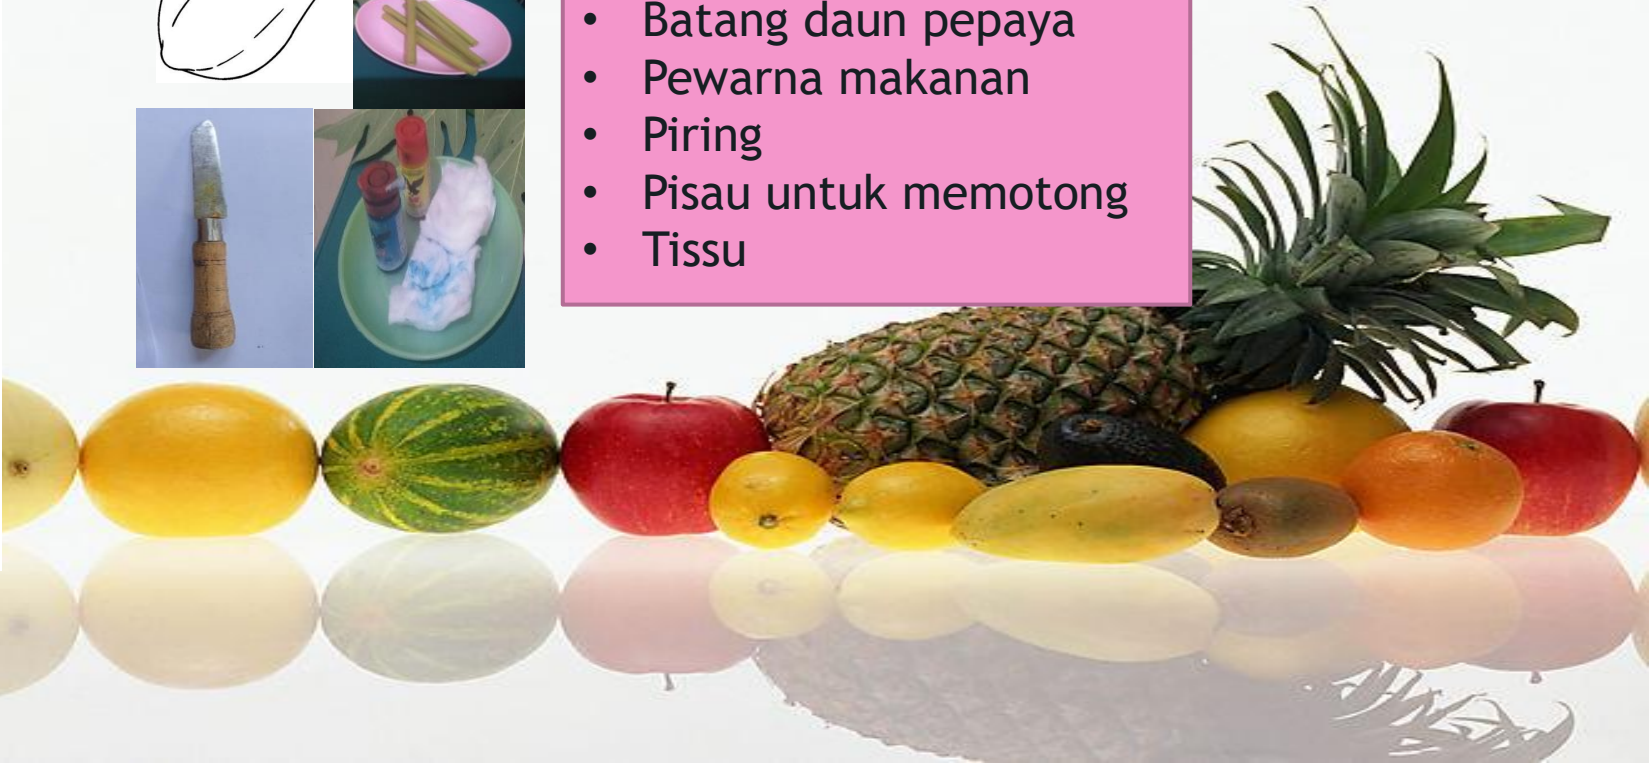 • Batang daun pepaya
• Pewarna makanan
• Piring
• Pisau untuk memotong
• Tissu